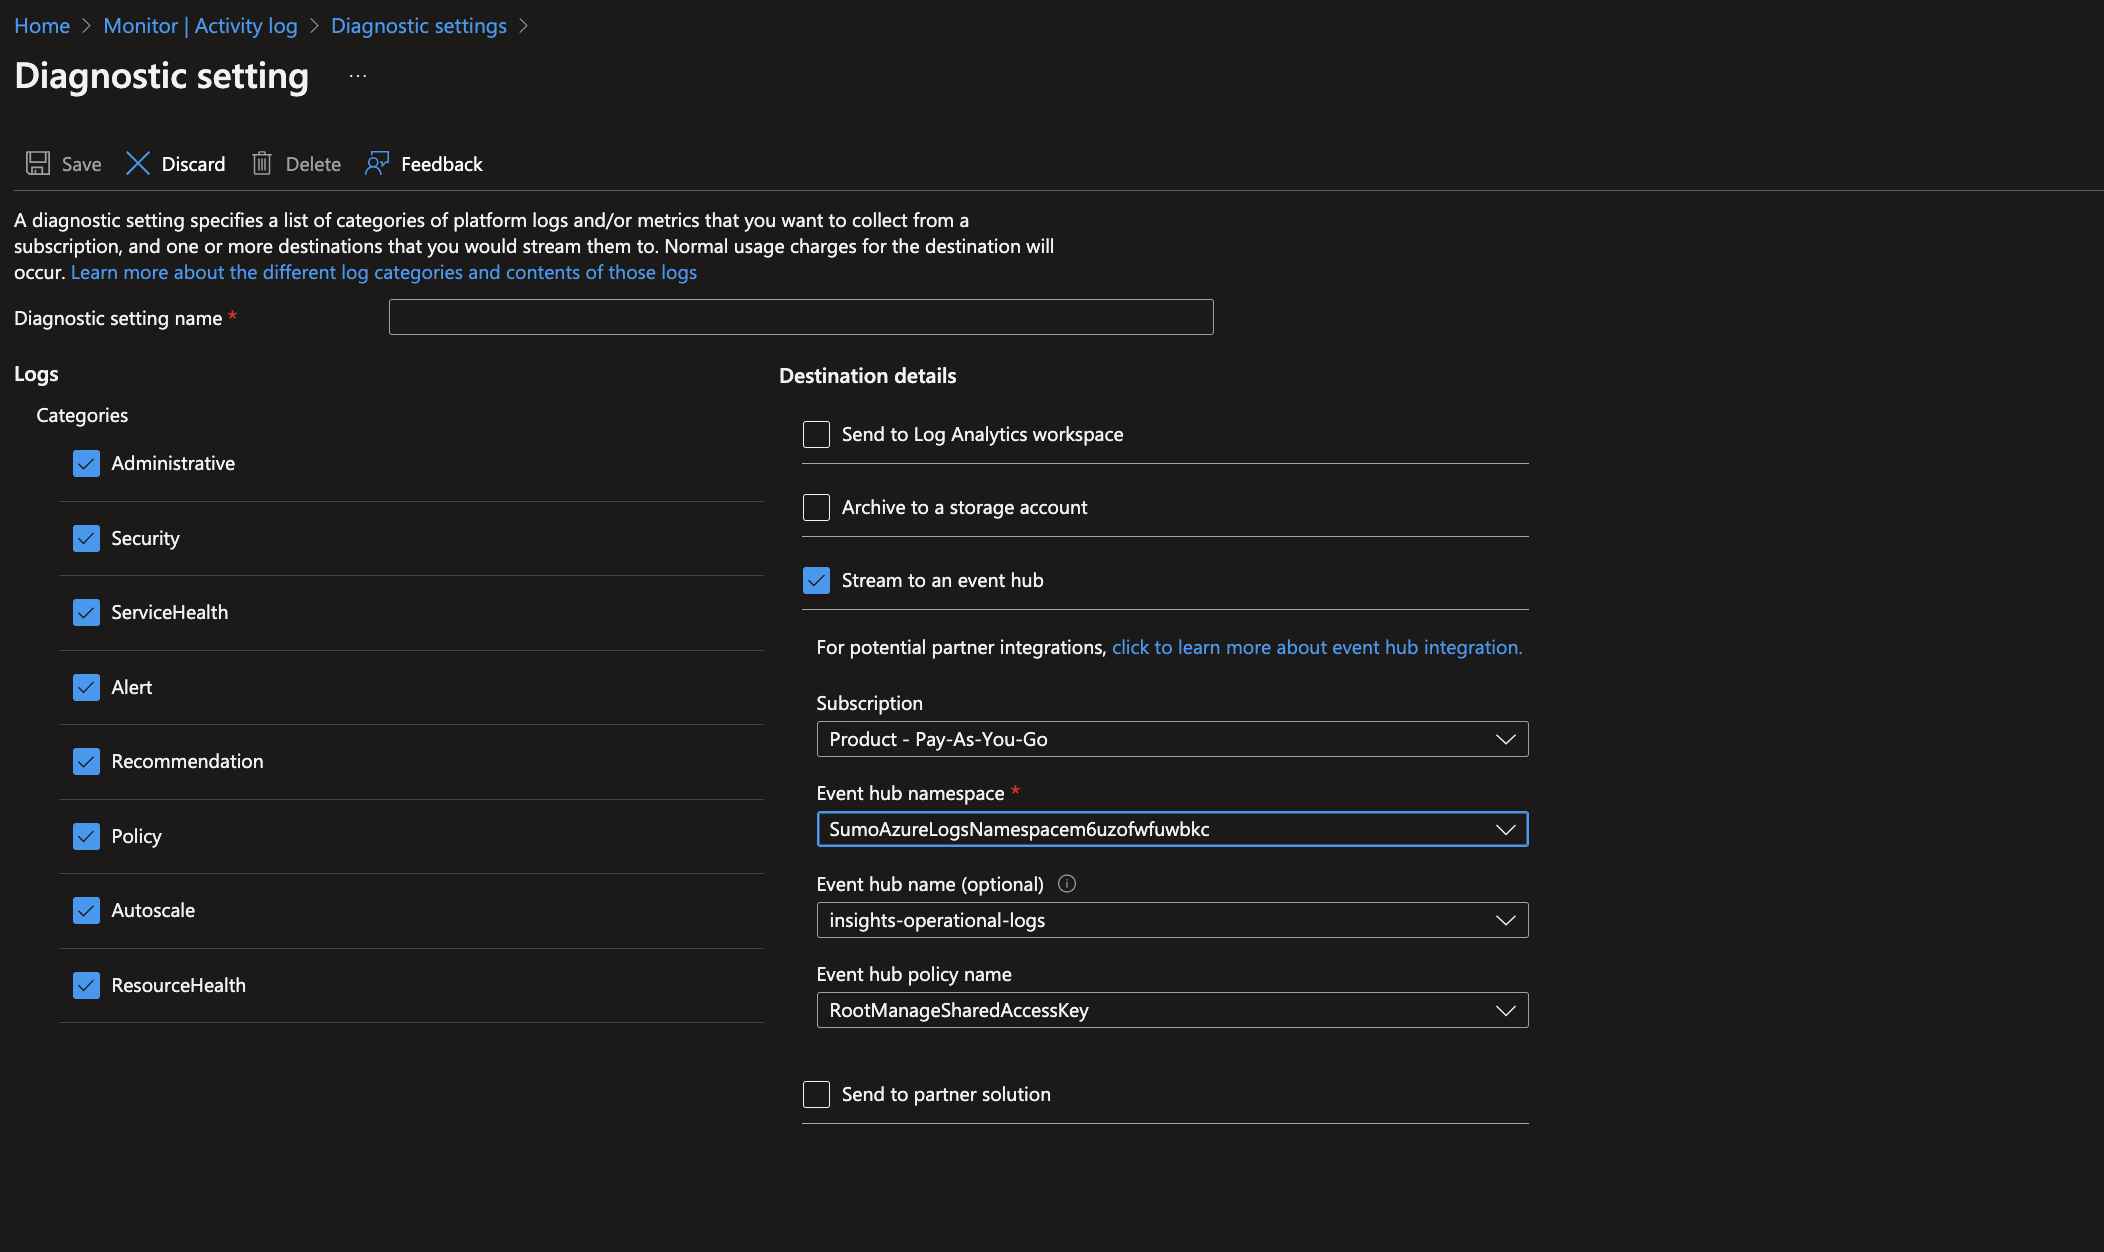 Home > Monitor | Activity log > Diagnostic settings >
Diagnostic setting ...
Save Discard Delete Feedback
A diagnostic setting specifies a list of categories of platform logs and/or metrics that you want to collect from a
subscription, and one or more destinations that you would stream them to. Normal usage charges for the destination will
occur. Learn more about the different log categories and contents of those logs
Diagnostic setting name *
Logs
Categories
Administrative
Security
ServiceHealth
Alert
Recommendation
Policy
Autoscale
ResourceHealth
Destination details
Send to Log Analytics workspace
Archive to a storage account
Stream to an event hub
For potential partner integrations, click to learn more about event hub integration.
Subscription
Product - Pay-As-You-Go
Event hub namespace *
SumoAzureLogsNamespacem6uzofwfuwbkc
Event hub name (optional)
insights-operational-logs
Event hub policy name
RootManageSharedAccessKey
Send to partner solution